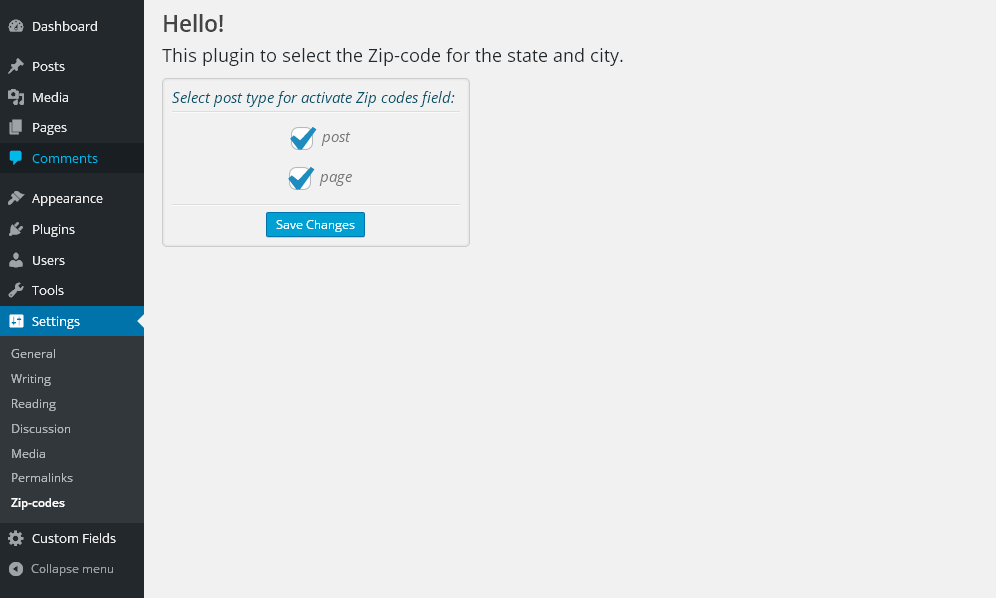 Dashboard
Posts
Media
Pages
Comments
Appearance
Plugins
Users
Tools
Settings
General
Writing
Reading
Discussion
Media
Permalinks
Zip-codes
Custom Fields
Collapse menu
Hello!
This plugin to select the Zip-code for the state and city.
Select post type for activate Zip codes field:
post
page
Save Changes